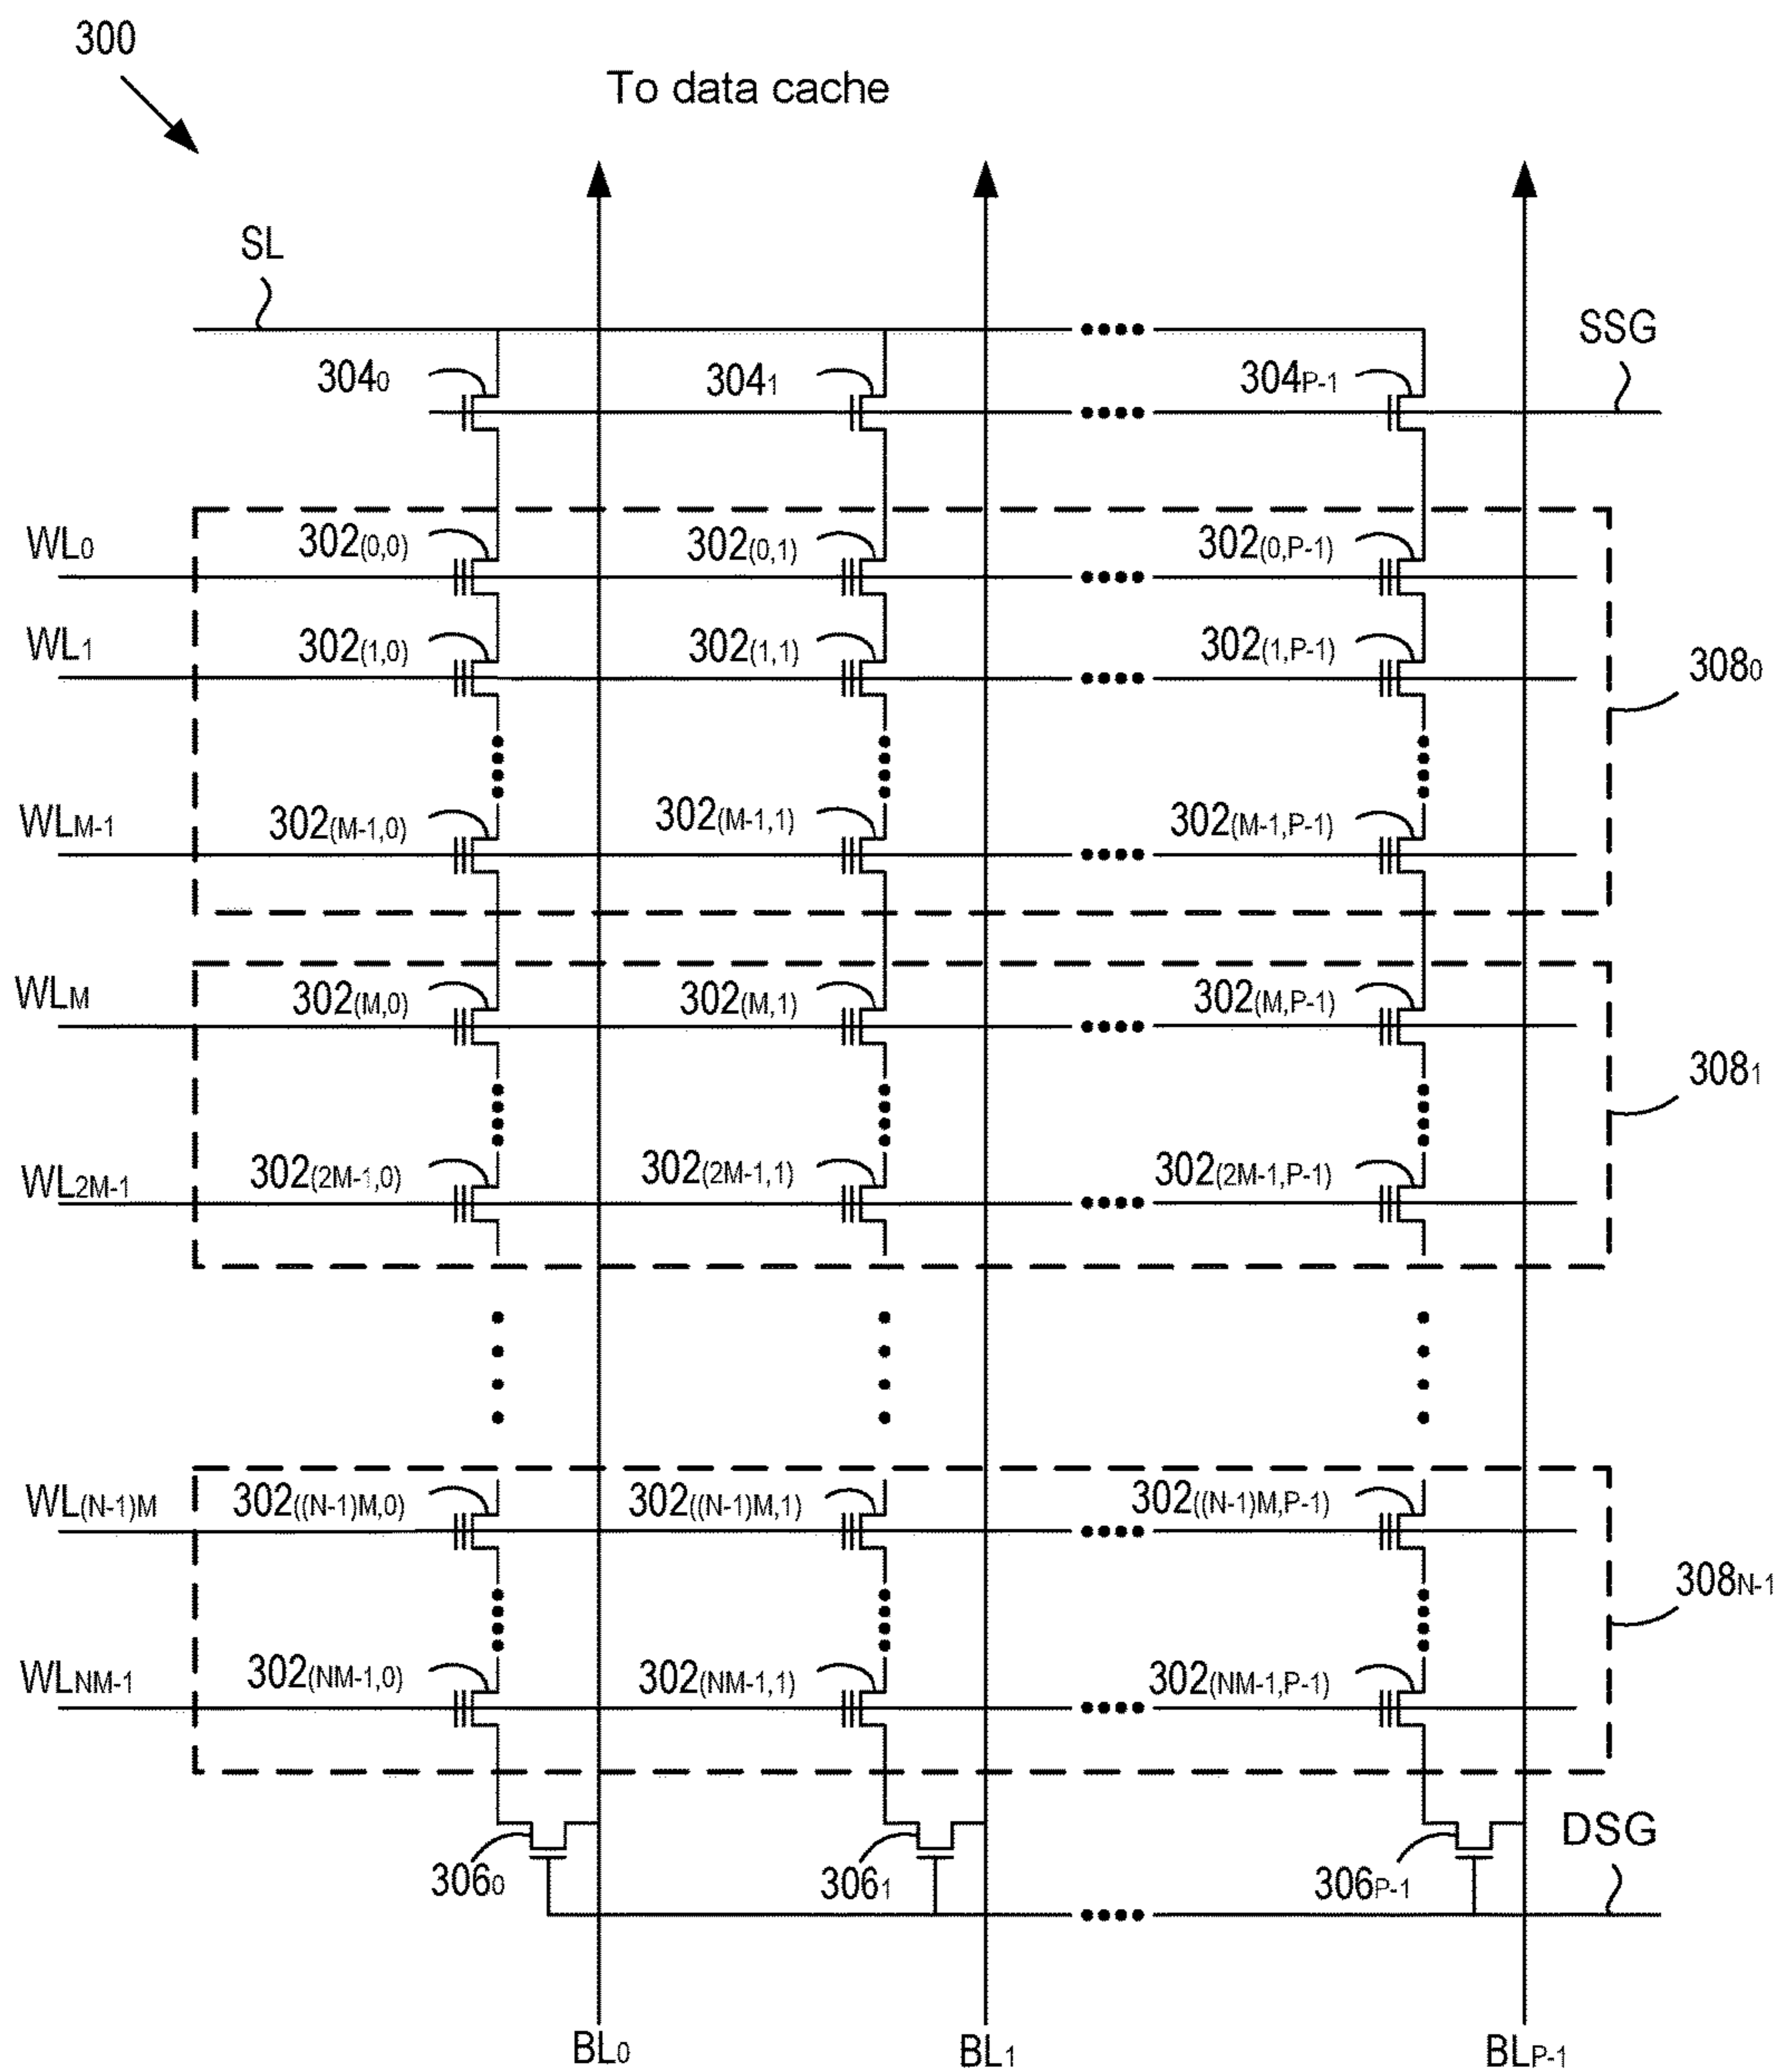 300
To data cache
SL
SSG
304₀ 304₁ 304P-1
WL₀ 302(0,0) 302(0,1) 302(0,P-1)
WL₁ 302(1,0) 302(1,1) 302(1,P-1)
308₀
WLM-1 302(M-1,0) 302(M-1,1) 302(M-1,P-1)
WLM 302(M,0) 302(M,1) 302(M,P-1)
308₁
WL2M-1 302(2M-1,0) 302(2M-1,1) 302(2M-1,P-1)
WL(N-1)M 302((N-1)M,0) 302((N-1)M,1) 302((N-1)M,P-1)
308N-1
WLNM-1 302(NM-1,0) 302(NM-1,1) 302(NM-1,P-1)
DSG
306₀ 306₁ 306P-1
BL₀ BL₁ BLP-1